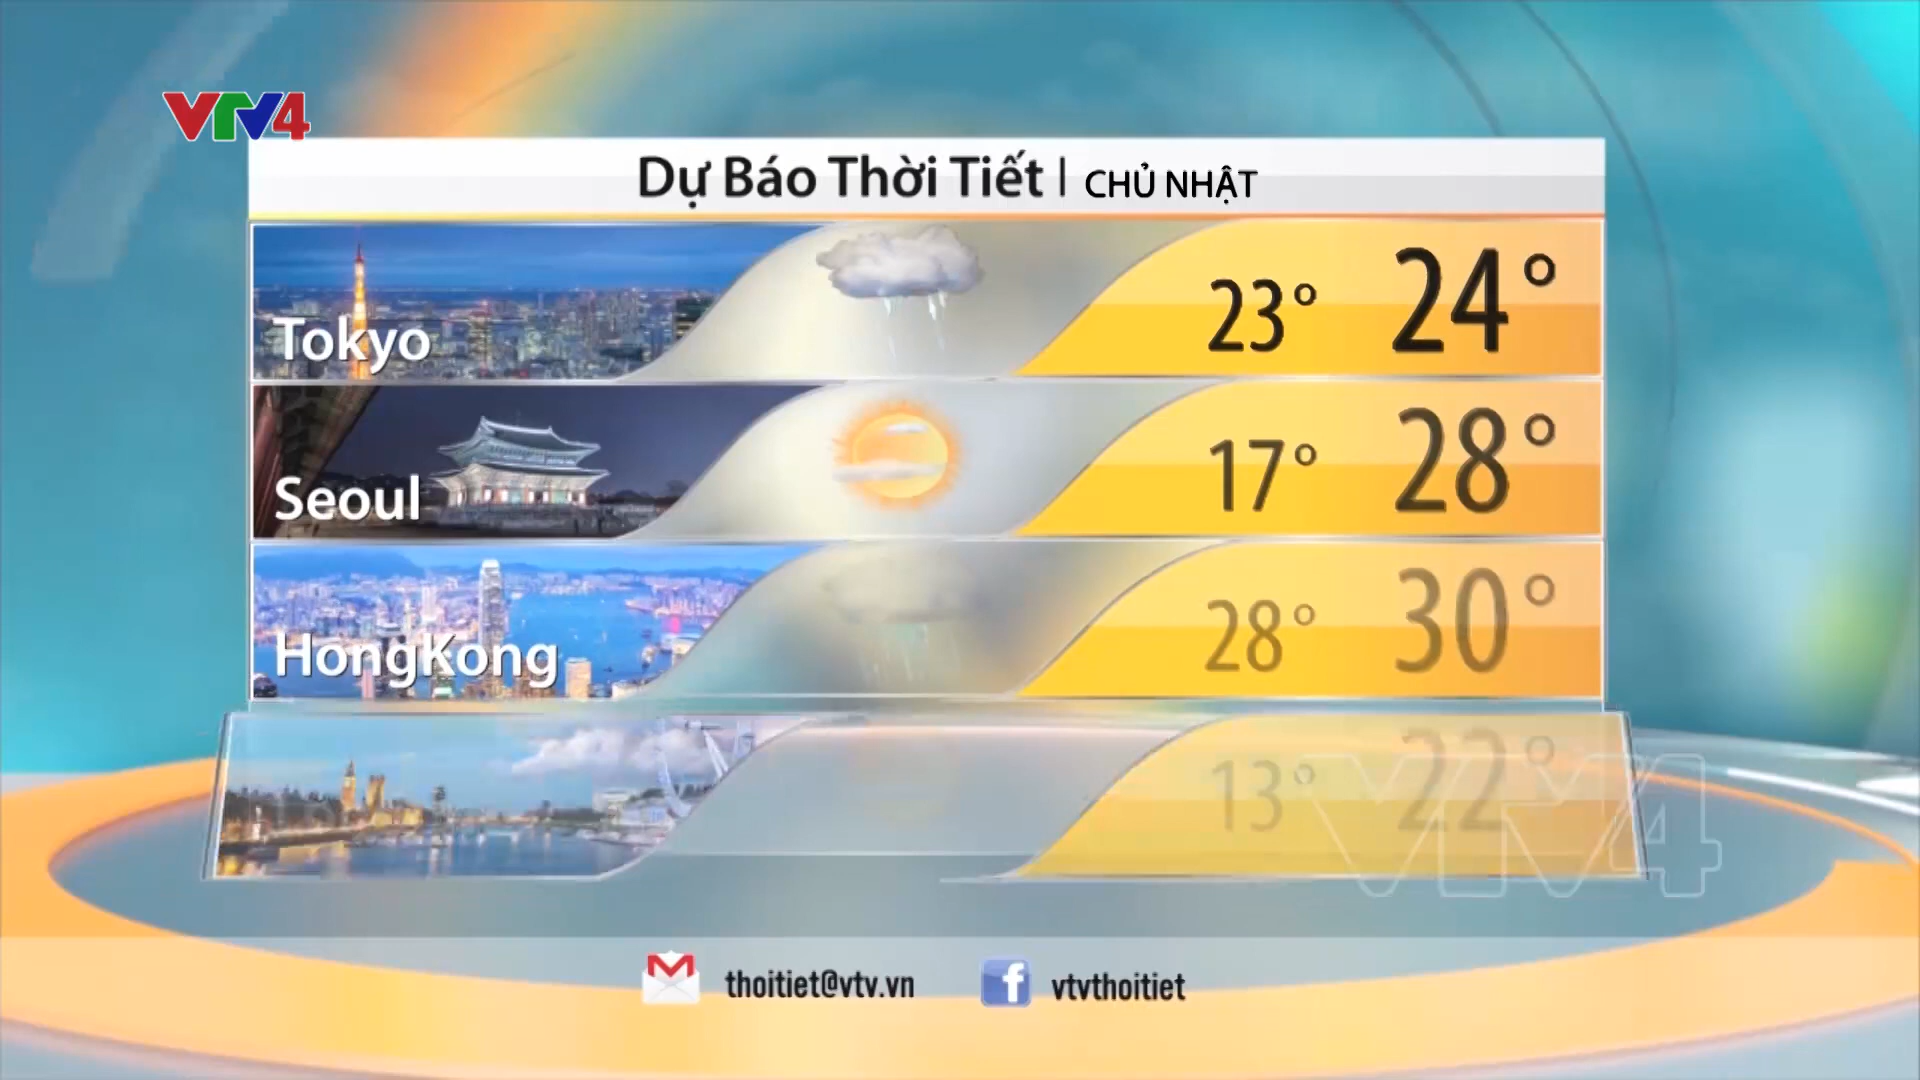 VTV4
Dự Báo Thời Tiết | CHỦ NHẬT
Tokyo 23° 24°
Seoul 17° 28°
HongKong 28° 30°
13° 22°
VTV4
thoitiet@vtv.vn vtvthoitiet